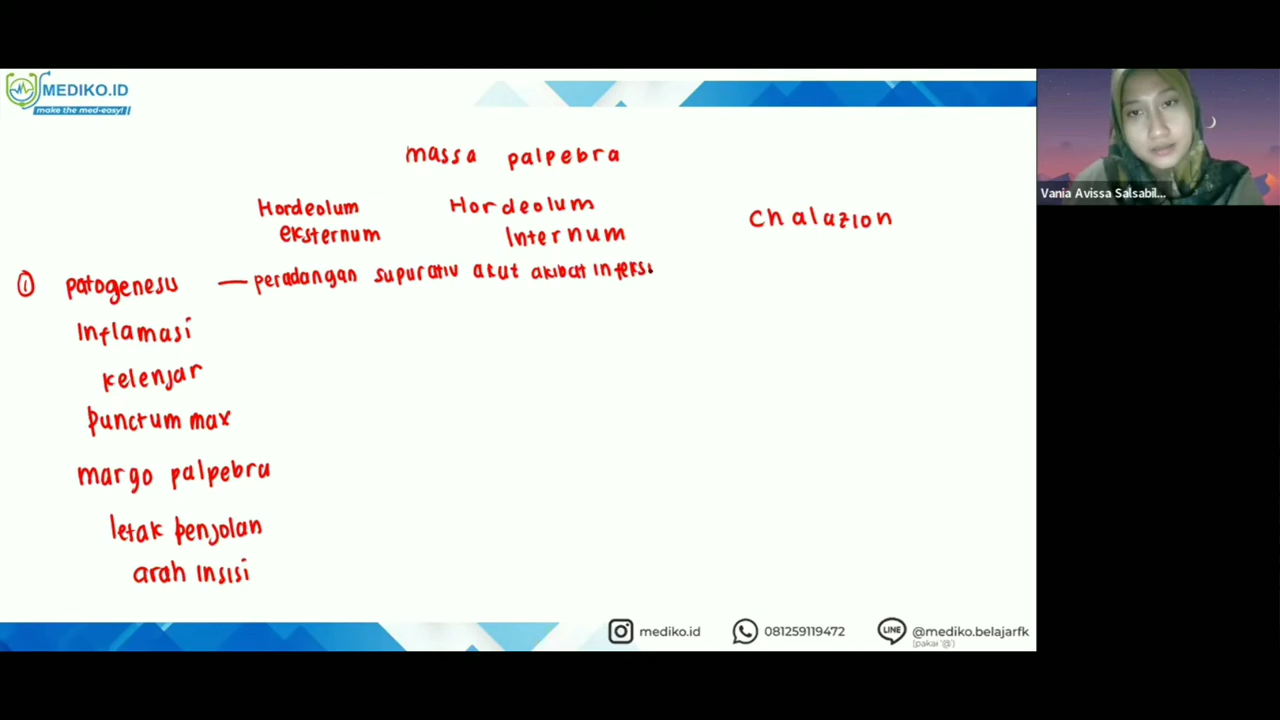 MEDIKO.ID
make the med-easy!
Vania Avissa Salsabil...
massa palpebra
Hordeolum eksternum
Hordeolum Internum
Chalazion
① patogenesis — peradangan supurativ akut akibat infeksi
Inflamasi
kelenjar
Punctum max
margo palpebra
letak benjolan
arah insisi
mediko.id
081259119472
LINE
@mediko.belajarfk
(pakai '@')